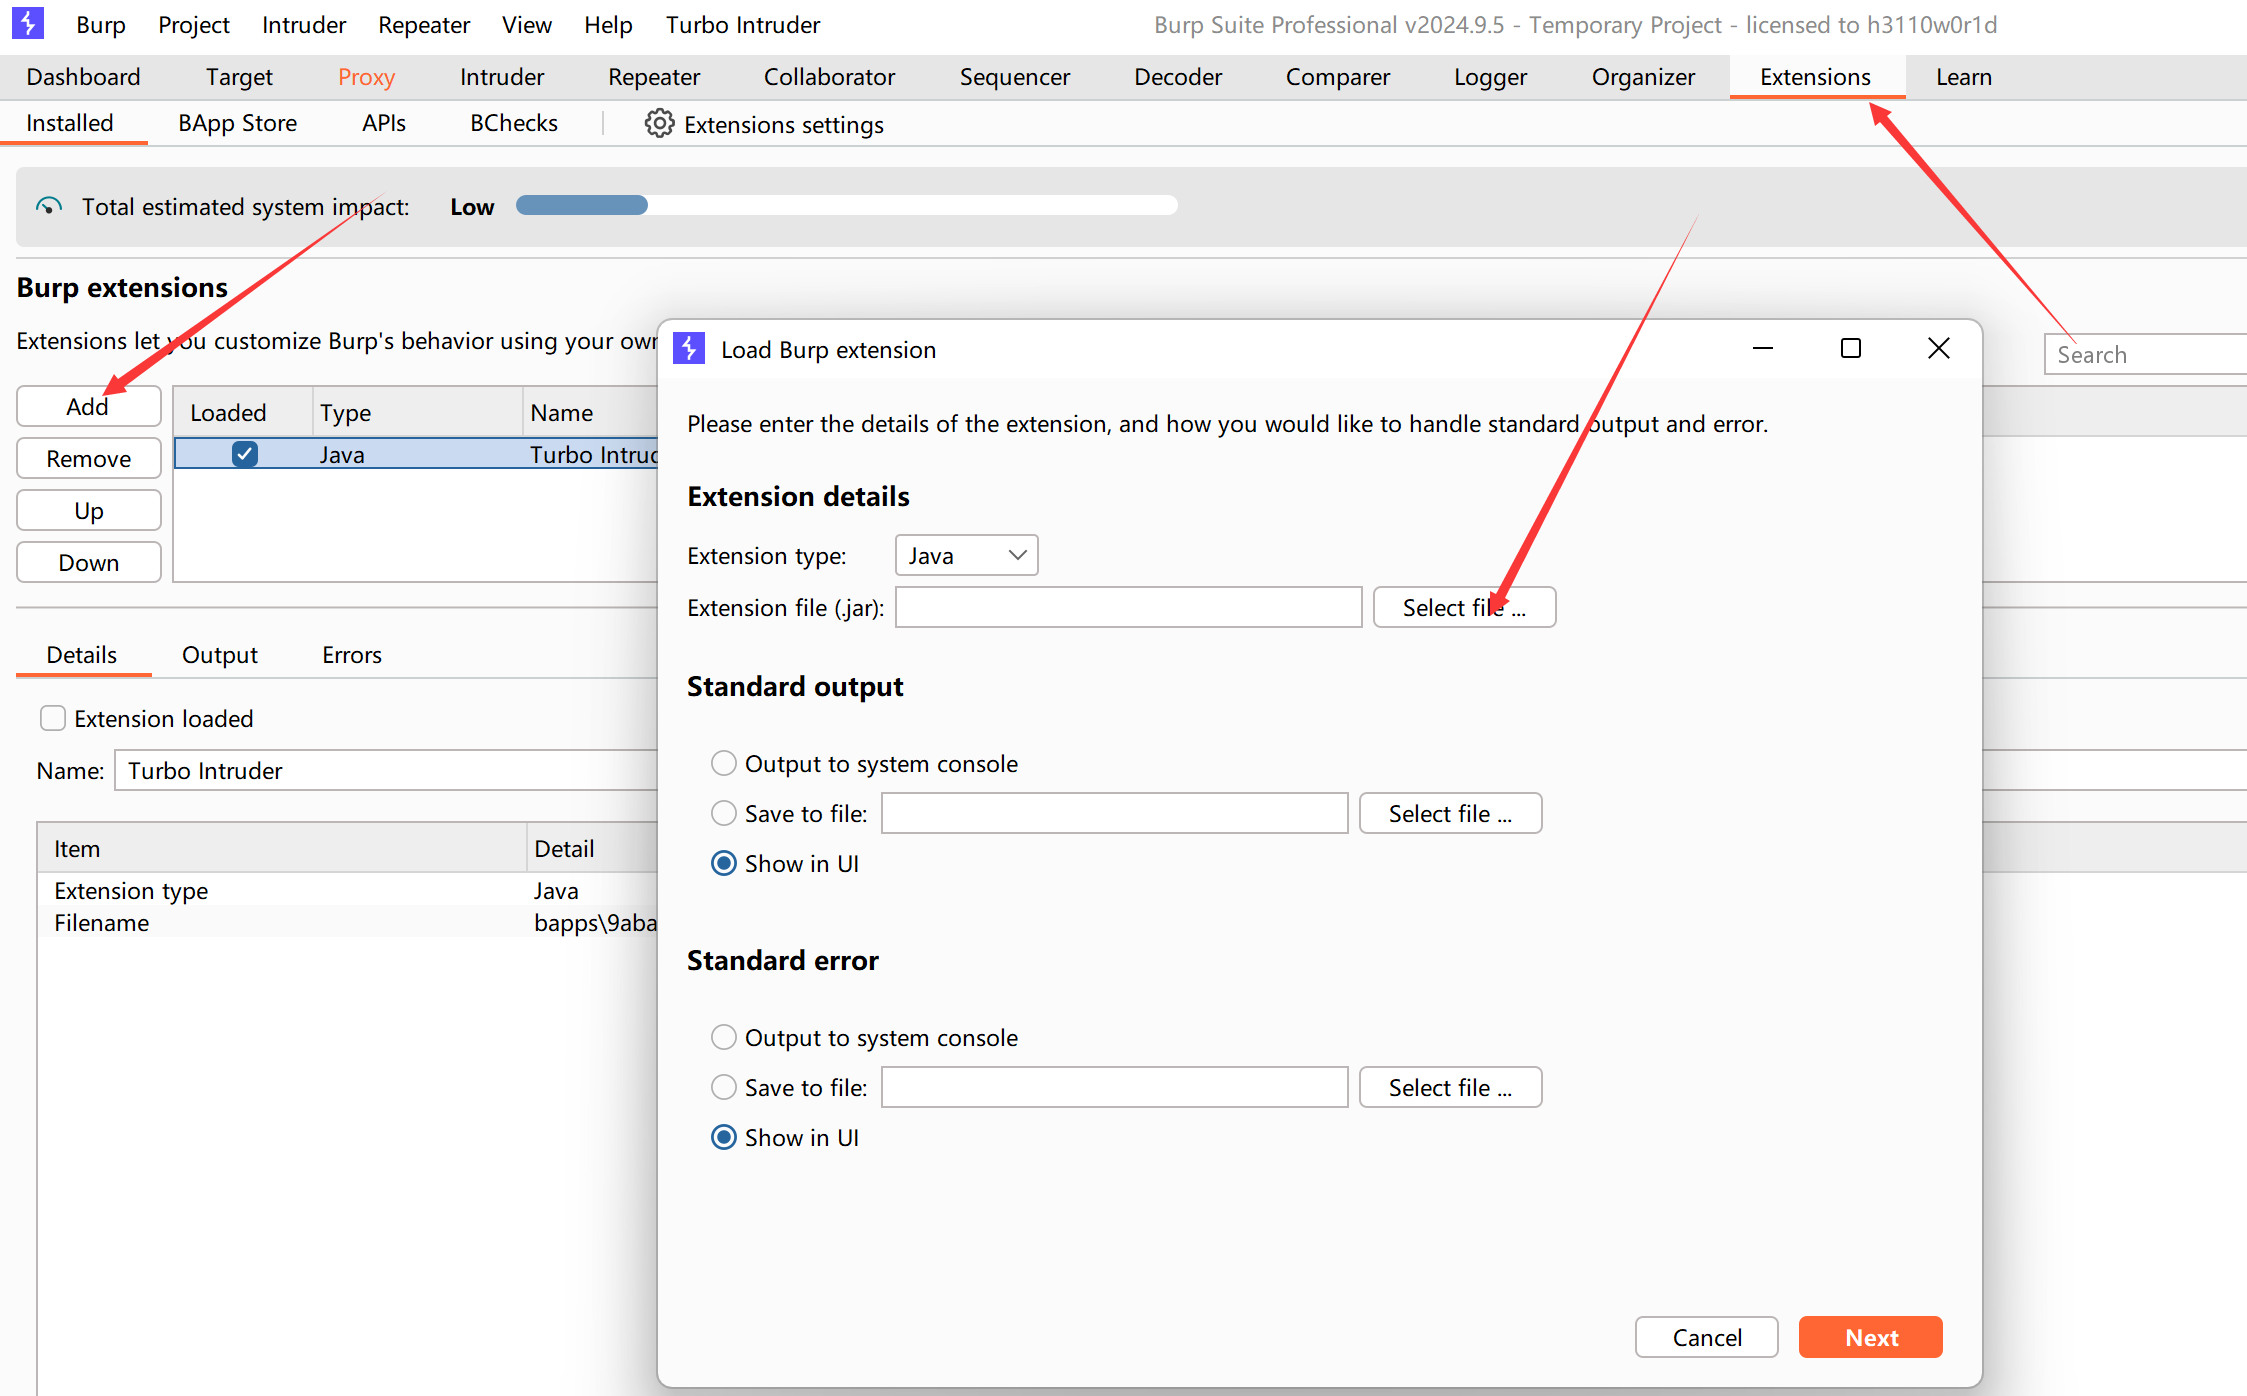 Burp Project Intruder Repeater View Help Turbo Intruder Burp Suite Professional v2024.9.5 - Temporary Project - licensed to h3110w0r1d
Dashboard Target Proxy Intruder Repeater Collaborator Sequencer Decoder Comparer Logger Organizer Extensions Learn
Installed BApp Store APIs BChecks Extensions settings
Total estimated system impact: Low
Burp extensions
Extensions let you customize Burp's behavior using your own
Search
Add
Remove
Up
Down
Loaded Type Name
Java Turbo Intrud
Details Output Errors
Extension loaded
Name: Turbo Intruder
Item Detail
Extension type Java
Filename bapps\9aba
Load Burp extension
Please enter the details of the extension, and how you would like to handle standard output and error.
Extension details
Extension type: Java
Extension file (.jar): Select file ...
Standard output
Output to system console
Save to file: Select file ...
Show in UI
Standard error
Output to system console
Save to file: Select file ...
Show in UI
Cancel Next